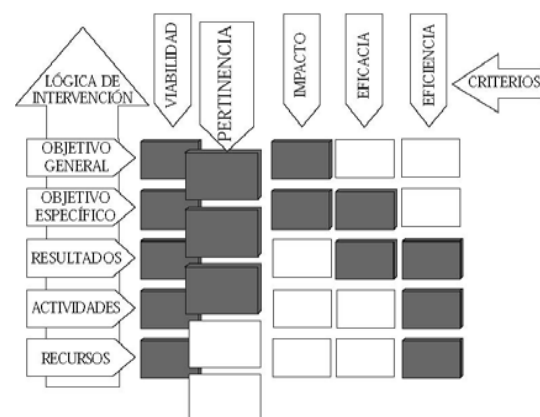 LÓGICA DE
INTERVENCIÓN
VIABILIDAD
PERTINENCIA
IMPACTO
EFICACIA
EFICIENCIA
CRITERIOS
OBJETIVO
GENERAL
OBJETIVO
ESPECÍFICO
RESULTADOS
ACTIVIDADES
RECURSOS